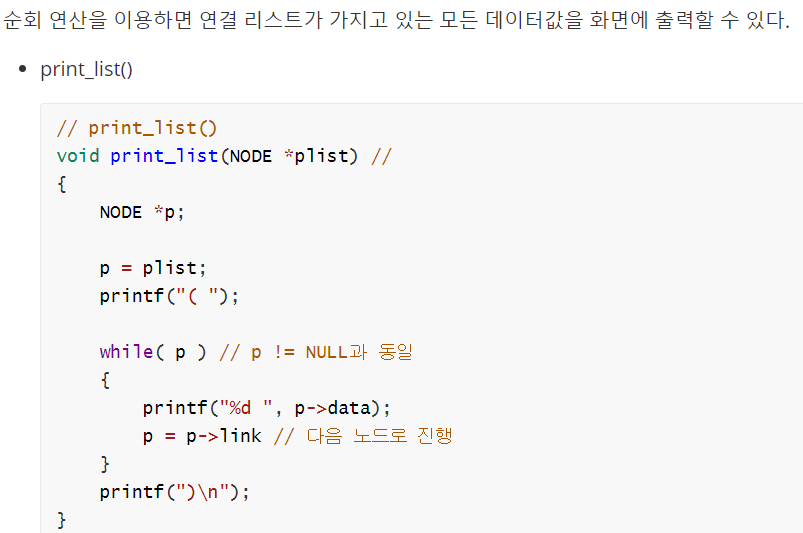 순회 연산을 이용하면 연결 리스트가 가지고 있는 모든 데이터값을 화면에 출력할 수 있다.
• print_list()
// print_list()
void print_list(NODE *plist) //
{
    NODE *p;

    p = plist;
    printf("( ");

    while( p ) // p != NULL과 동일
    {
        printf("%d ", p->data);
        p = p->link // 다음 노드로 진행
    }
    printf(")\n");
}